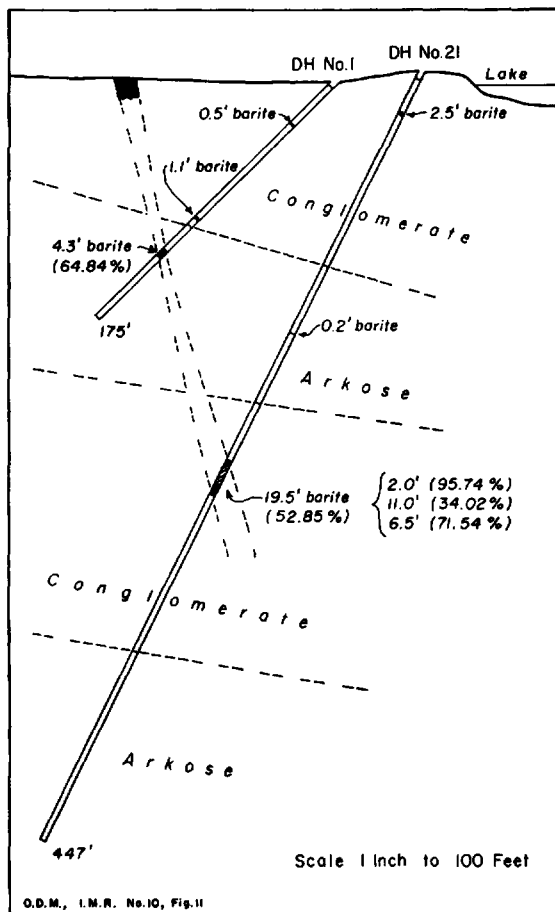 DH No.1
DH No.21
Lake
0.5' barite
2.5' barite
1.1' barite
Conglomerate
4.3' barite
(64.84%)
175'
0.2' barite
Arkose
19.5' barite
(52.85%)
2.0' (95.74%)
11.0' (34.02%)
6.5' (71.54%)
Conglomerate
Arkose
447'
Scale 1 Inch to 100 Feet
O.D.M., I.M.R. No.10, Fig.11